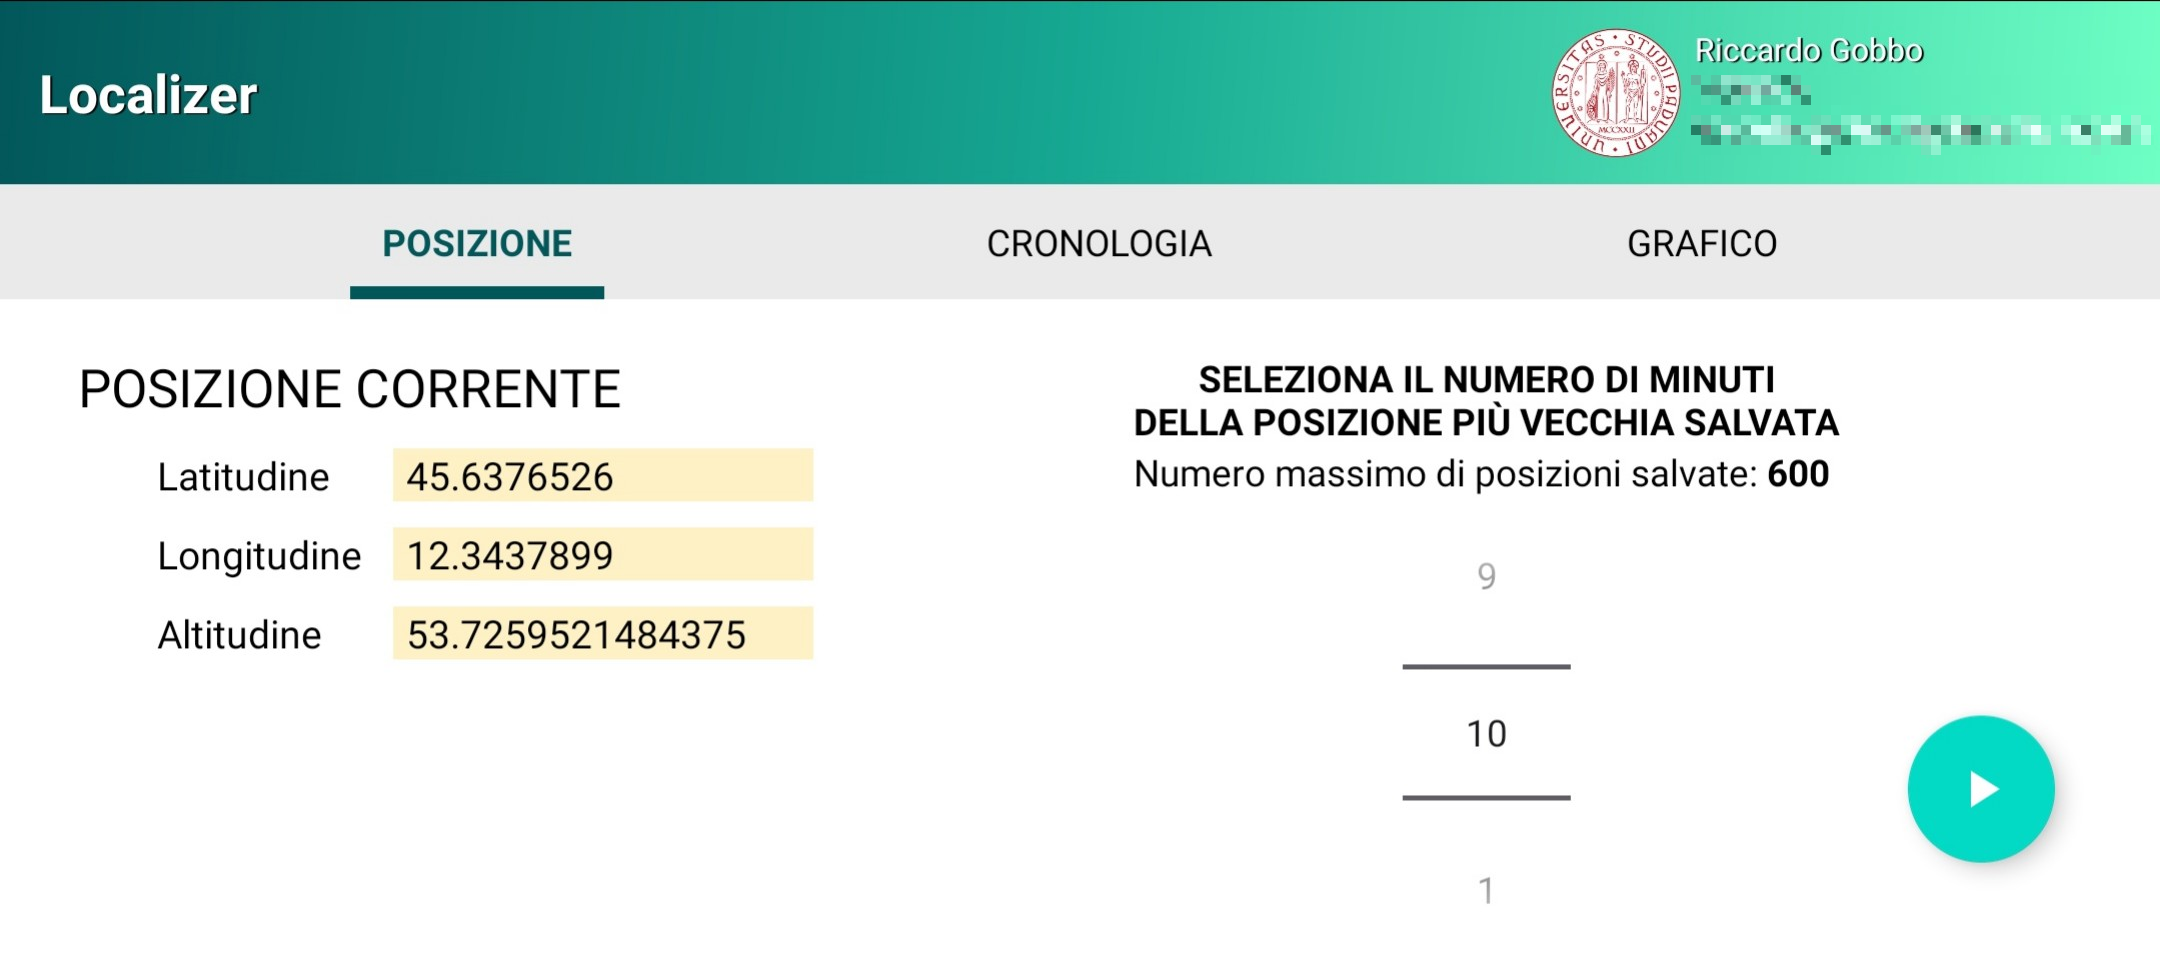 Localizer
UNIVERSITAS • STUDII PADUANI •
MCCXXII
Riccardo Gobbo
POSIZIONE
CRONOLOGIA
GRAFICO
POSIZIONE CORRENTE
Latitudine 45.6376526
Longitudine 12.3437899
Altitudine 53.7259521484375
SELEZIONA IL NUMERO DI MINUTI
DELLA POSIZIONE PIÙ VECCHIA SALVATA
Numero massimo di posizioni salvate: 600
9
10
1